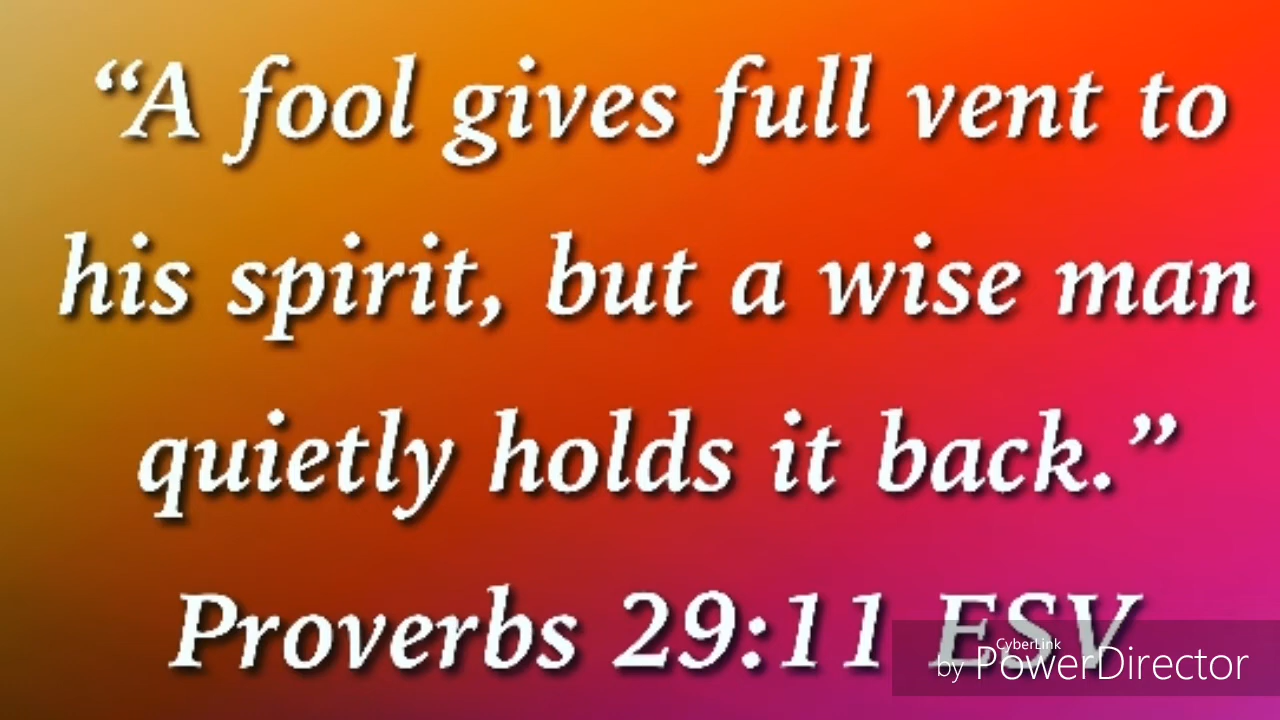 “A fool gives full vent to
his spirit, but a wise man
quietly holds it back.”
Proverbs 29:11 ESV
CyberLink
by PowerDirector